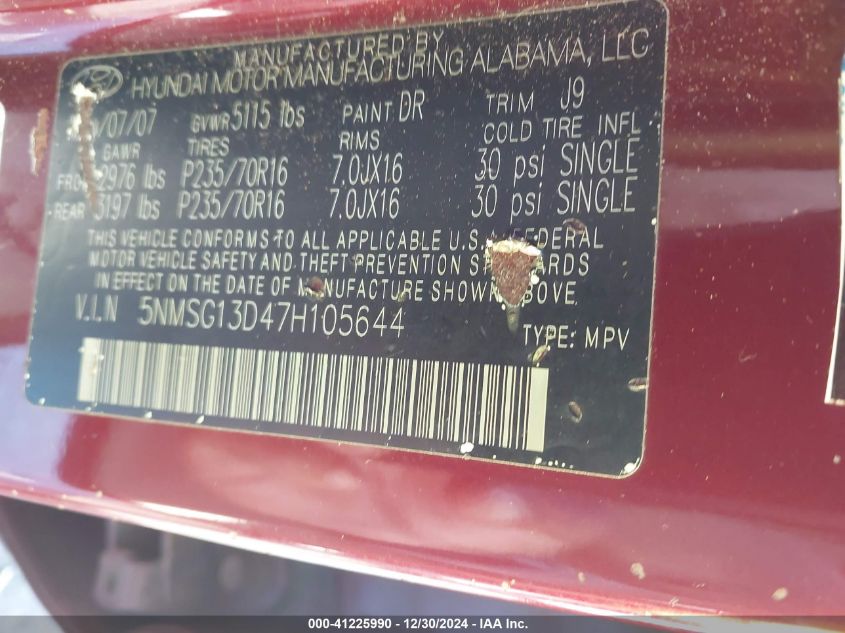 MANUFACTURED BY
HYUNDAI MOTOR MANUFACTURING ALABAMA, LLC
/07/07 GVWR 5115 lbs PAINT DR TRIM J9
GAWR TIRES RIMS COLD TIRE INFL
2976 lbs P235/70R16 7.0JX16 30 psi SINGLE
REAR 3197 lbs P235/70R16 7.0JX16 30 psi SINGLE
THIS VEHICLE CONFORMS TO ALL APPLICABLE U.S. FEDERAL
MOTOR VEHICLE SAFETY AND THEFT PREVENTION STANDARDS
IN EFFECT ON THE DATE OF MANUFACTURE SHOWN ABOVE.
V.I.N 5NMSG13D47H105644
TYPE: MPV
000-41225990 - 12/30/2024 - IAA Inc.